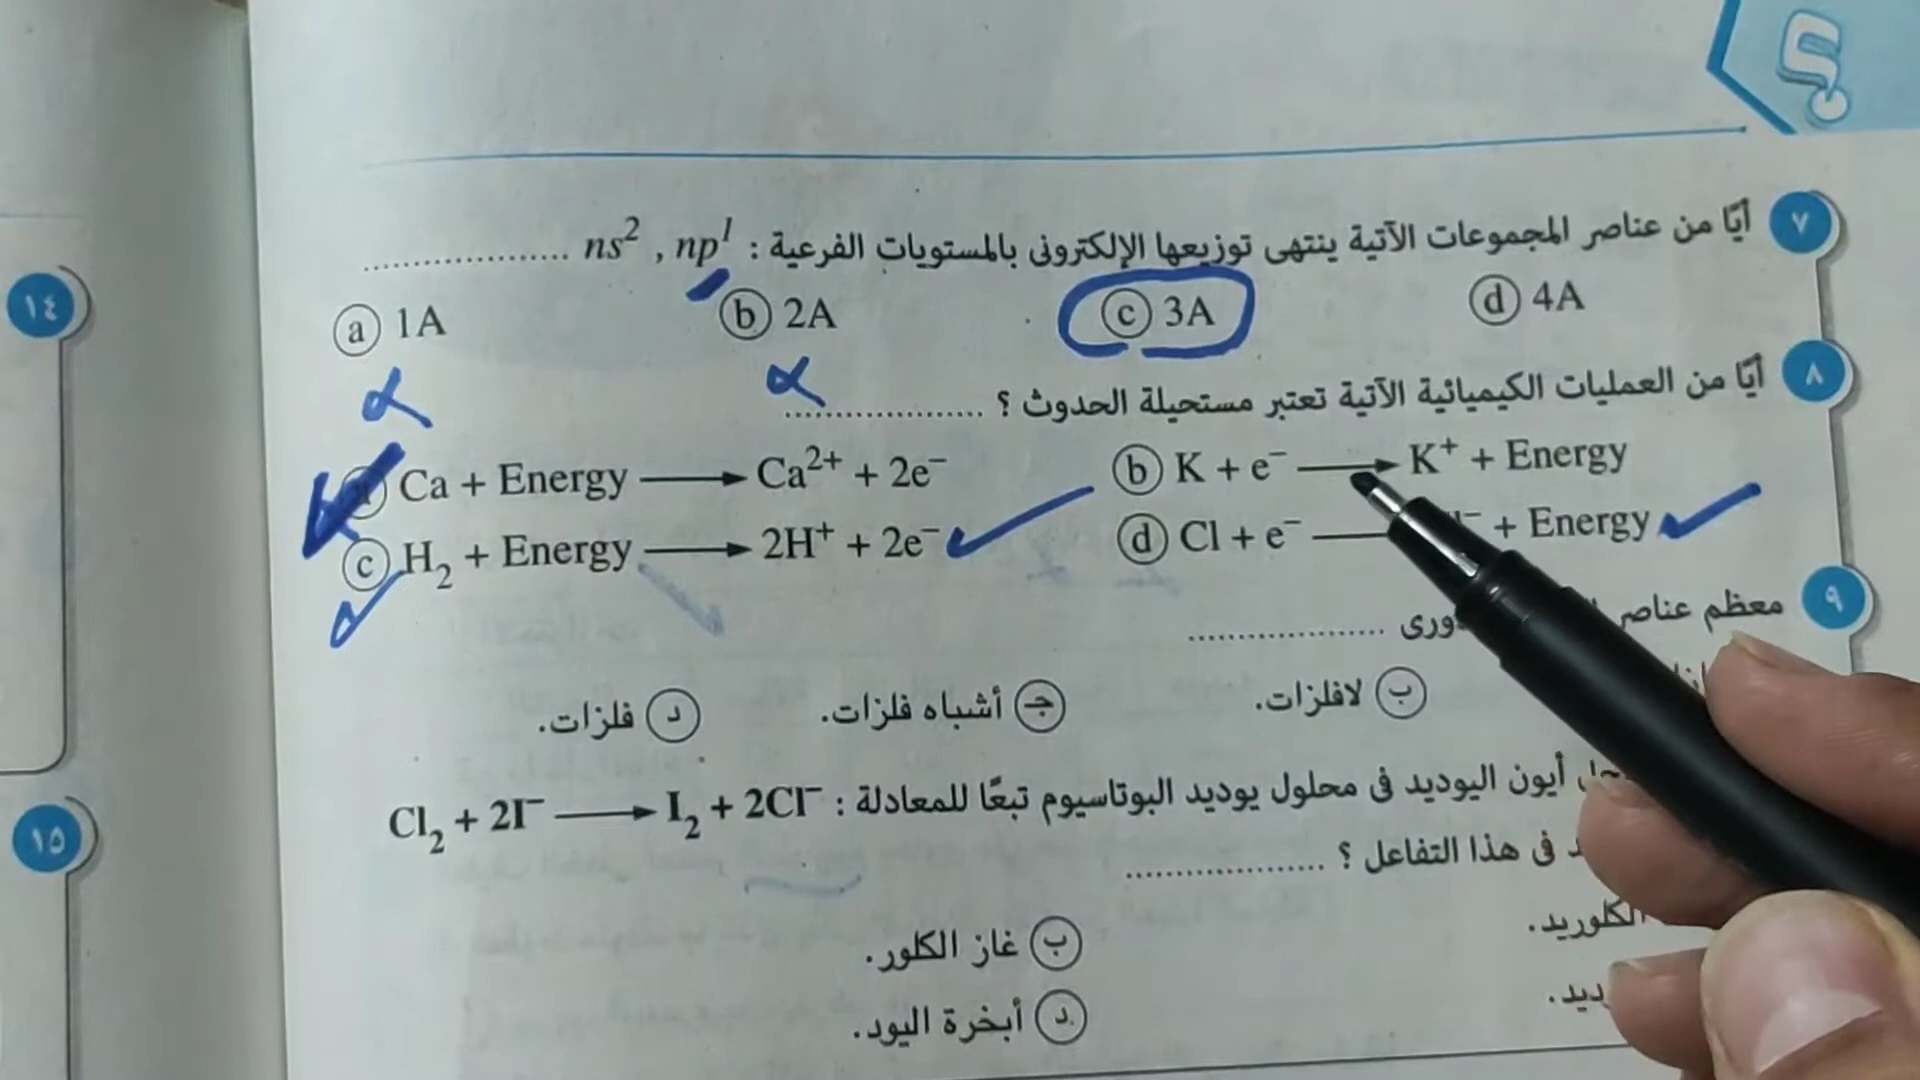 ٧ أيًا من عناصر المجموعات الآتية ينتهى توزيعها الإلكترونى بالمستويات الفرعية : ns², np¹ ..................
a 1A b 2A c 3A d 4A
٨ أيًا من العمليات الكيميائية الآتية تعتبر مستحيلة الحدوث ؟ ..................
Ca + Energy ⟶ Ca²⁺ + 2e⁻
b K + e⁻ ⟶ K⁺ + Energy
c H₂ + Energy ⟶ 2H⁺ + 2e⁻
d Cl + e⁻ ⟶ + Energy
٩ معظم عناصر ..................
ب لافلزات. جـ أشباه فلزات. د فلزات.
أيون اليوديد فى محلول يوديد البوتاسيوم تبعًا للمعادلة : Cl₂ + 2I⁻ ⟶ I₂ + 2Cl⁻
فى هذا التفاعل ؟ ..................
الكلوريد.
ب غاز الكلور.
د أبخرة اليود.
١٤
١٥